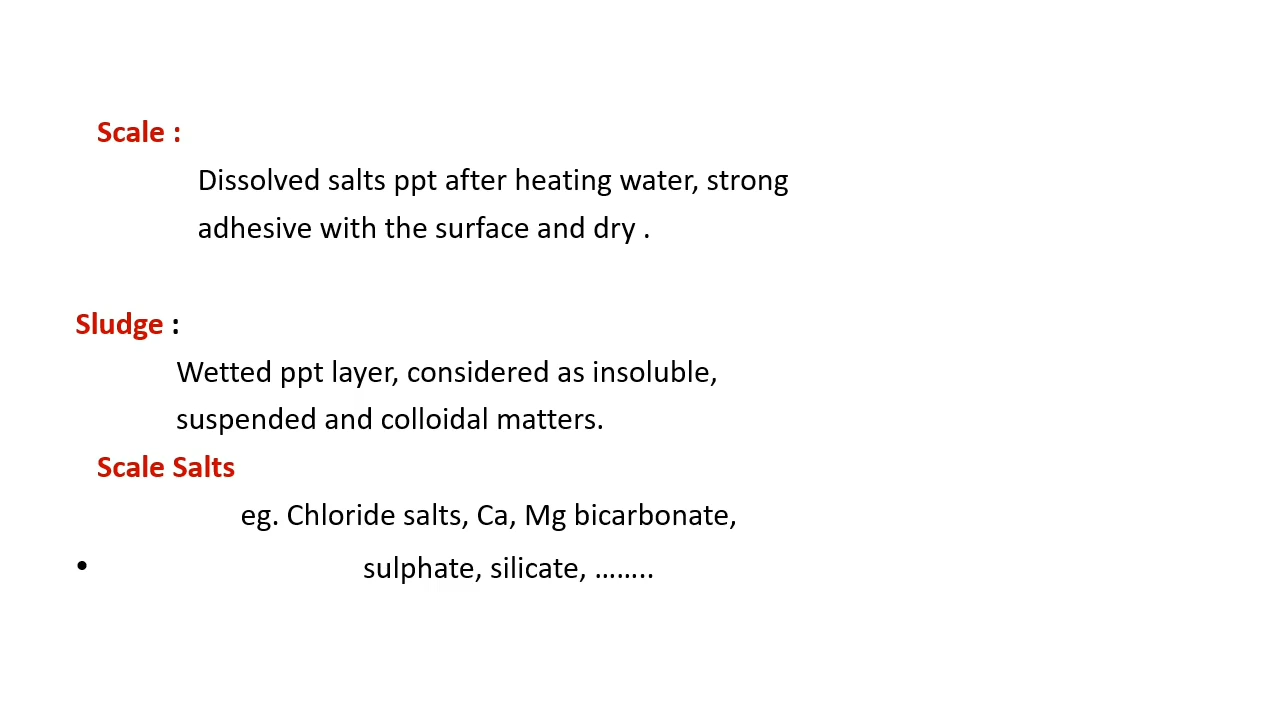 Scale :
Dissolved salts ppt after heating water, strong
adhesive with the surface and dry .
Sludge :
Wetted ppt layer, considered as insoluble,
suspended and colloidal matters.
Scale Salts
eg. Chloride salts, Ca, Mg bicarbonate,
• sulphate, silicate, ……..